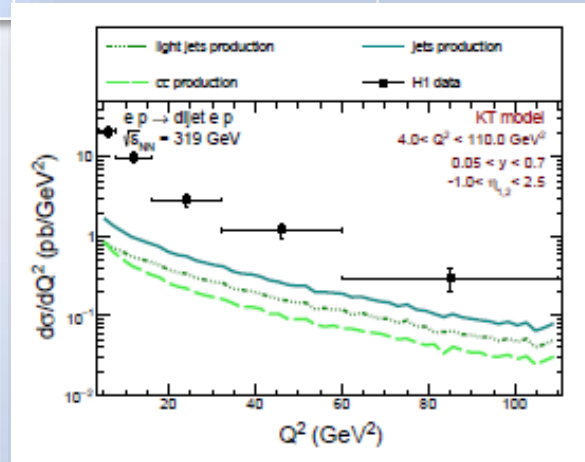 light jets production
jets production
cc production
H1 data
e p → dijet e p
√s_NN = 319 GeV
KT model
4.0< Q² < 110.0 GeV²
0.05 < y < 0.7
-1.0< η_1,2 < 2.5
dσ/dQ² (pb/GeV²)
10
1
10⁻¹
10⁻²
20 40 60 80 100
Q² (GeV²)